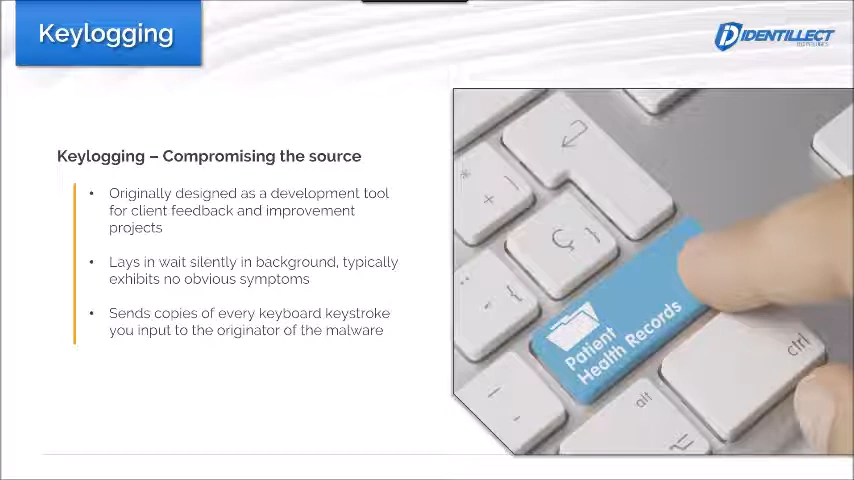 Keylogging
IDENTILLECT
Keylogging – Compromising the source
• Originally designed as a development tool
for client feedback and improvement
projects
• Lays in wait silently in background, typically
exhibits no obvious symptoms
• Sends copies of every keyboard keystroke
you input to the originator of the malware
*
+
Ç
}
{
Patient
Health Records
ctrl
alt